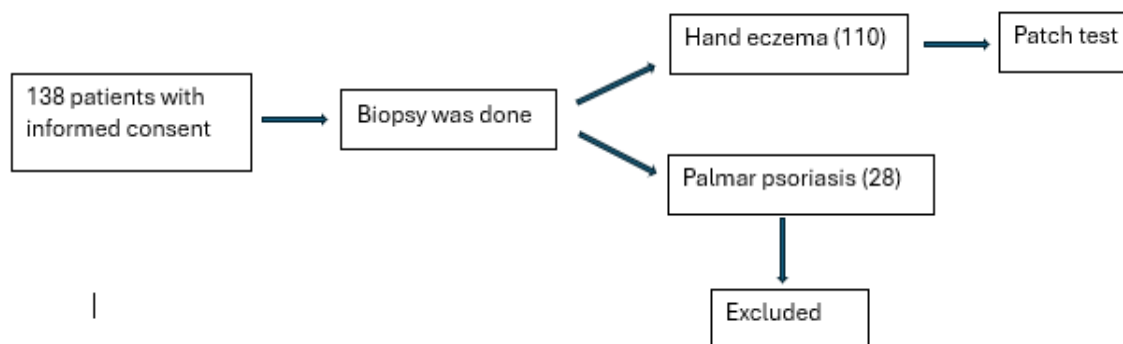 138 patients with
informed consent
Biopsy was done
Hand eczema (110)
Patch test
Palmar psoriasis (28)
Excluded